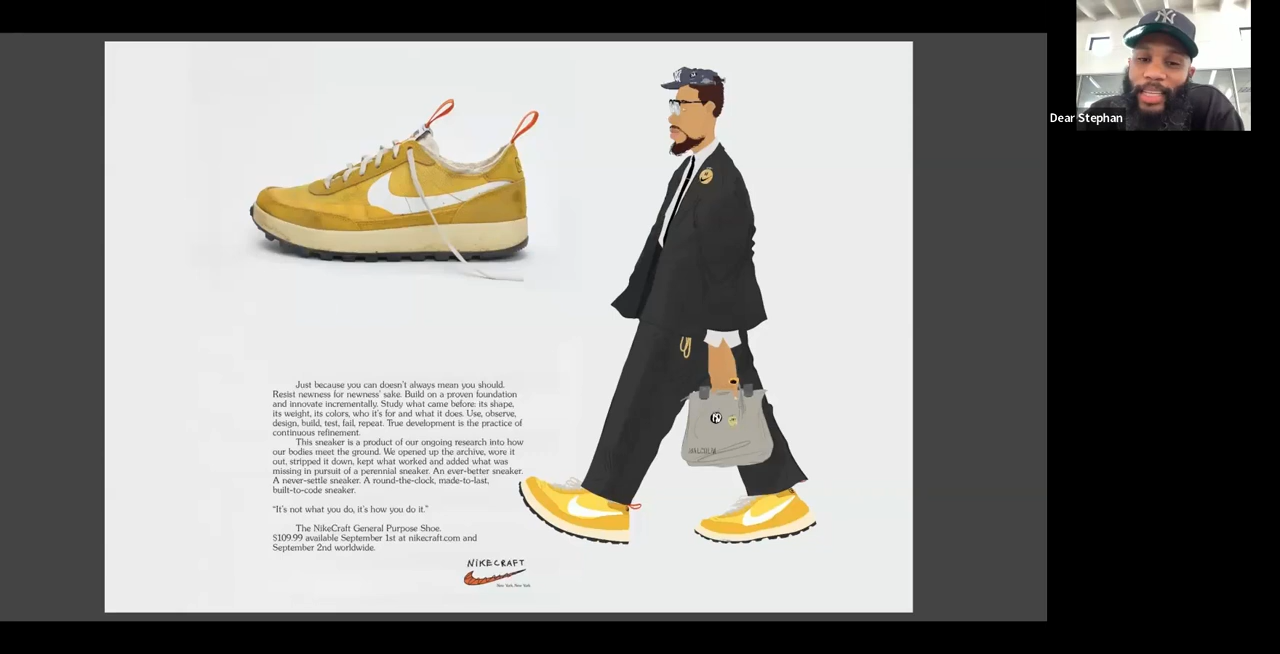 Dear Stephan
Just because you can doesn't always mean you should.
Resist newness for newness' sake. Build on a proven foundation
and innovate incrementally. Study what came before: its shape,
its weight, its colors, who it's for and what it does. Use, observe,
design, build, test, fail, repeat. True development is the practice of
continuous refinement.
This sneaker is a product of our ongoing research into how
our bodies meet the ground. We opened up the archive, wore it
out, stripped it down, kept what worked and added what was
missing in pursuit of a perennial sneaker. An ever-better sneaker.
A never-settle sneaker. A round-the-clock, made-to-last,
built-to-code sneaker.
"It's not what you do, it's how you do it."
The NikeCraft General Purpose Shoe.
$109.99 available September 1st at nikecraft.com and
September 2nd worldwide.
MALCOLM
NIKECRAFT
New York, New York